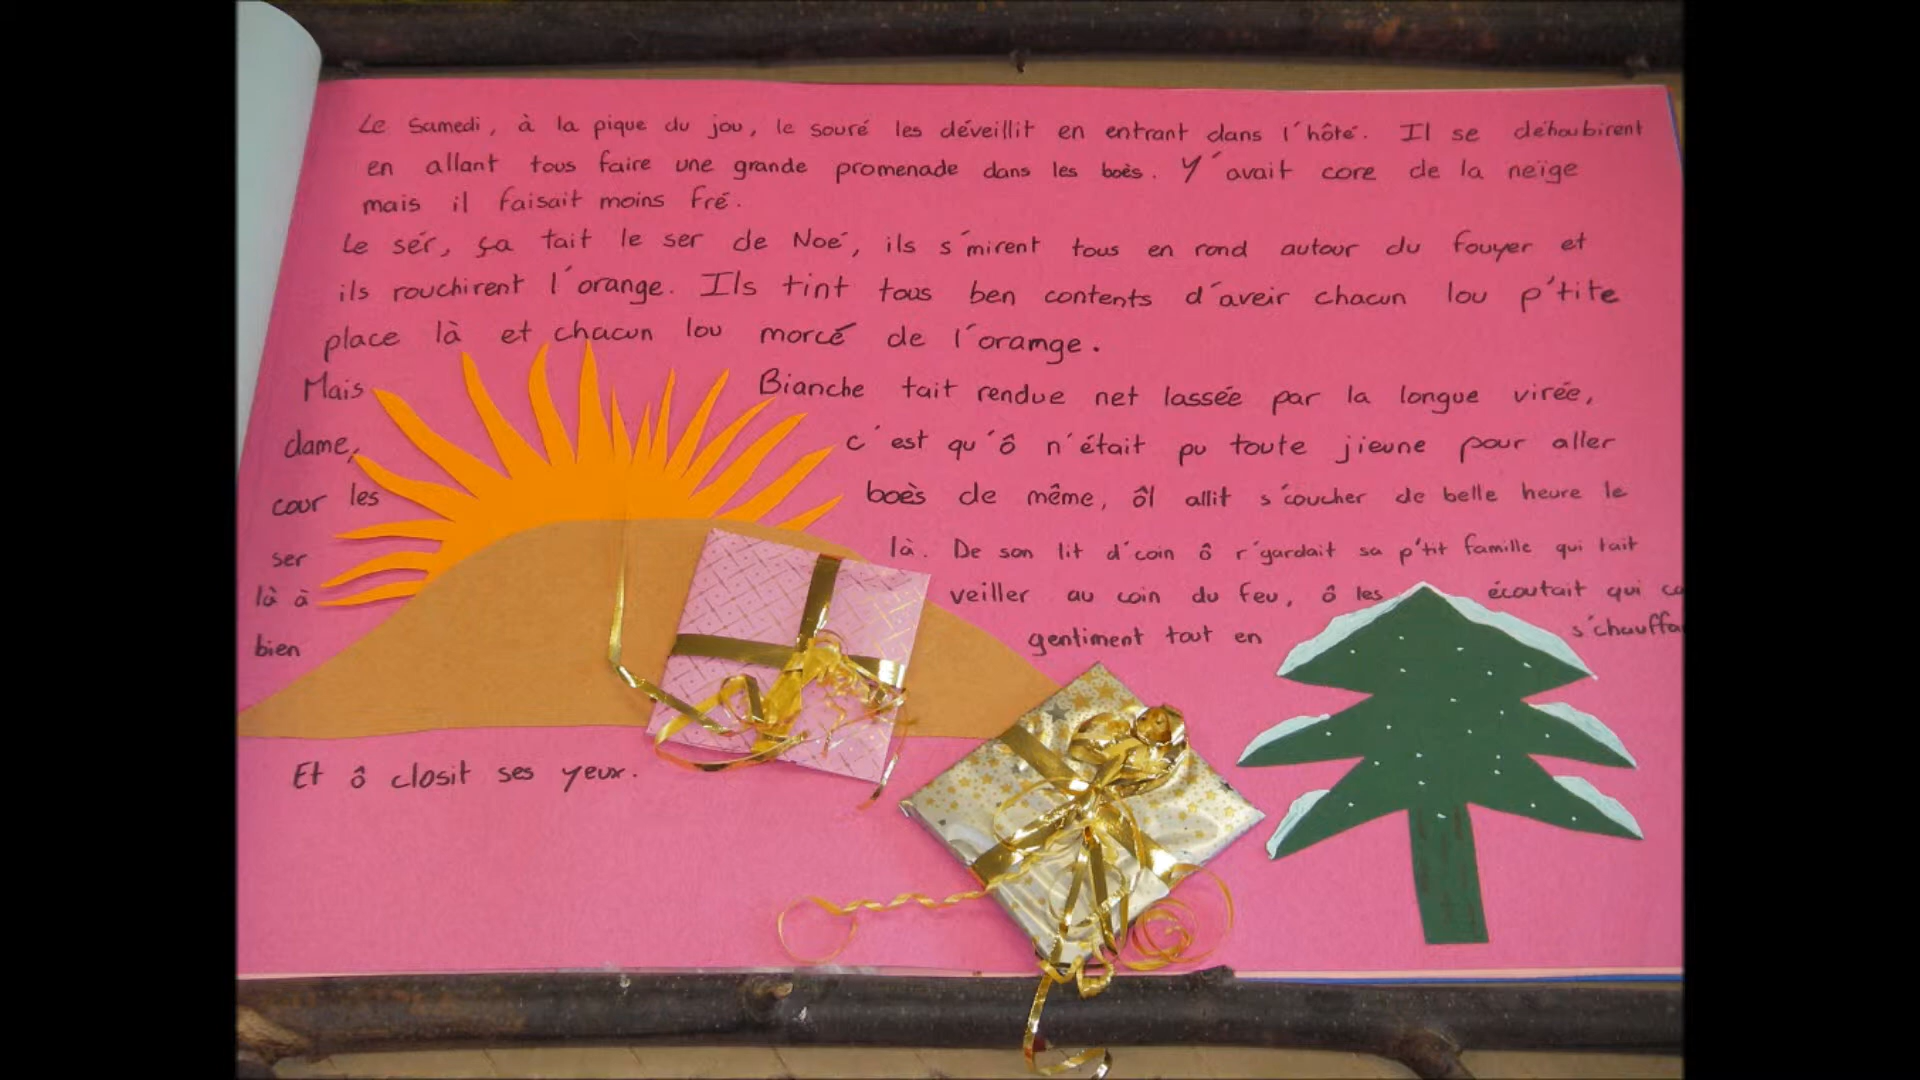 Le Samedi, à la pique du jou, le souré les déveillit en entrant dans l'hôté. Il se déhoubirent
en allant tous faire une grande promenade dans les boès. Y'avait core de la neige
mais il faisait moins fré.
Le sér, ça tait le ser de Noé, ils s'mirent tous en rond autour du fouyer et
ils rouchirent l'orange. Ils tint tous ben contents d'aveir chacun lou p'tite
place là et chacun lou morcé de l'oramge.
Mais Bianche tait rendue net lassée par la longue virée,
dame, c'est qu'ô n'était pu toute jieune pour aller
cour les boès de même, ôl allit s'coucher de belle heure le
ser là. De son lit d'coin ô r'gardait sa p'tit famille qui tait
là à veiller au coin du feu, ô les écoutait qui
bien gentiment tout en
Et ô closit ses yeux.